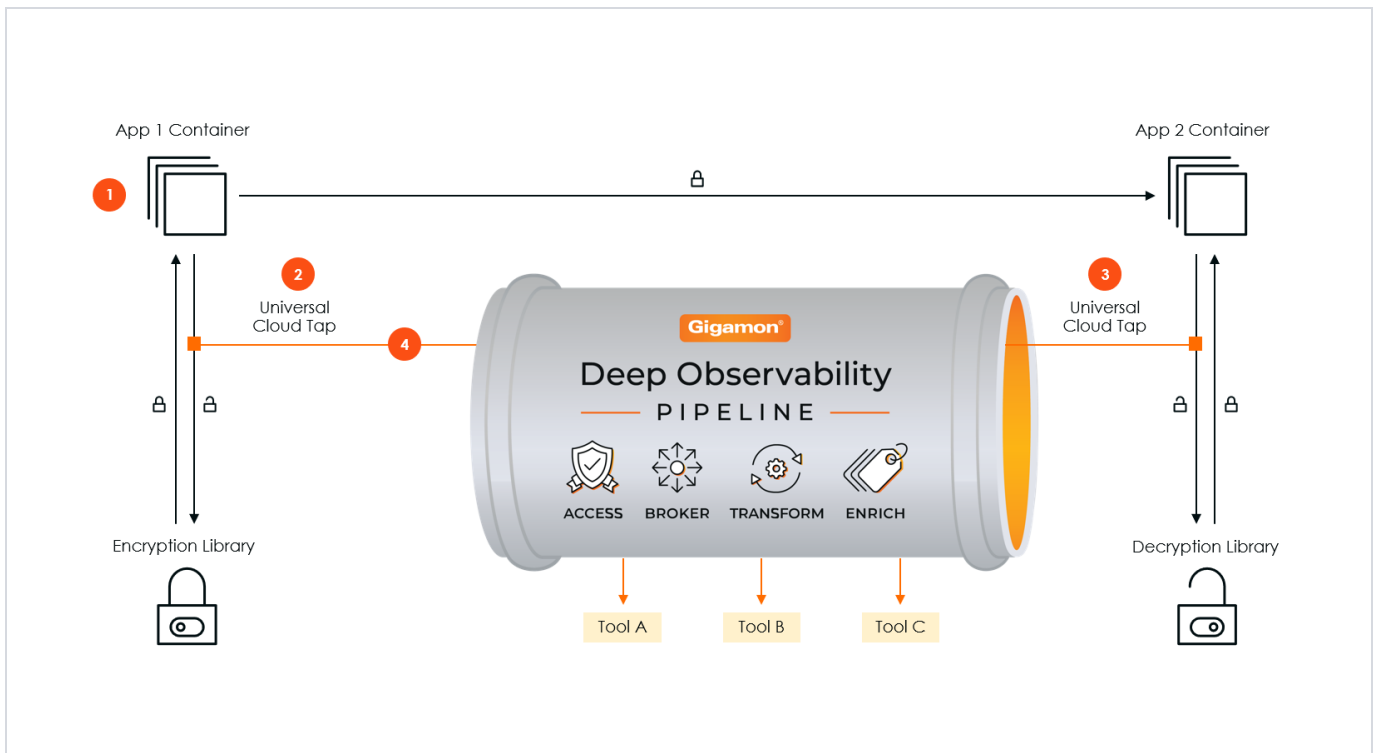 App 1 Container
App 2 Container
1
2
Universal
Cloud Tap
3
Universal
Cloud Tap
4
Gigamon®
Deep Observability
PIPELINE
ACCESS
BROKER
TRANSFORM
ENRICH
Encryption Library
Decryption Library
Tool A
Tool B
Tool C